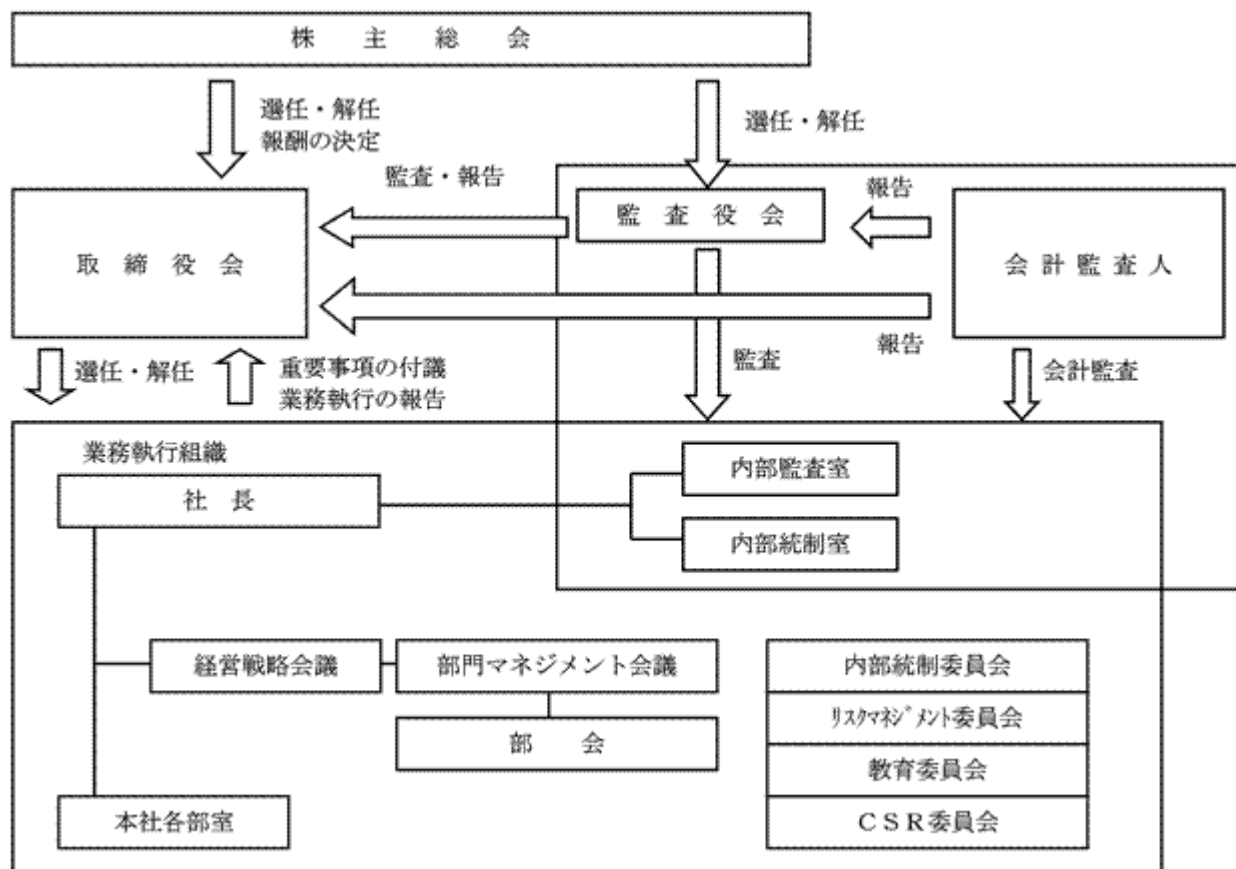 株主総会
選任・解任
報酬の決定
選任・解任
監査・報告
報告
監査役会
取締役会
会計監査人
選任・解任
重要事項の付議
業務執行の報告
監査
報告
会計監査
業務執行組織
社長
内部監査室
内部統制室
経営戦略会議
部門マネジメント会議
部会
内部統制委員会
ﾘｽｸﾏﾈｼﾞﾒﾝﾄ委員会
教育委員会
CSR委員会
本社各部室